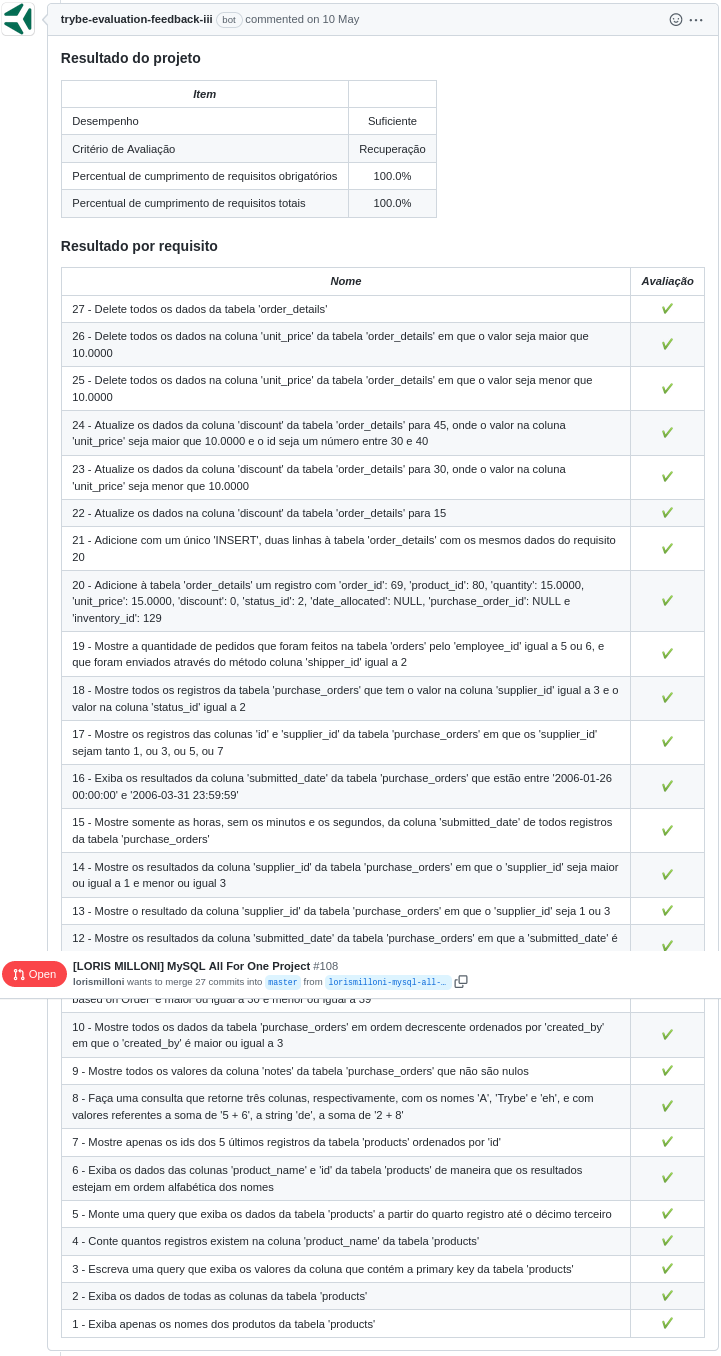 trybe-evaluation-feedback-iii bot commented on 10 May
Resultado do projeto
Item
Desempenho Suficiente
Critério de Avaliação Recuperação
Percentual de cumprimento de requisitos obrigatórios 100.0%
Percentual de cumprimento de requisitos totais 100.0%
Resultado por requisito
Nome Avaliação
27 - Delete todos os dados da tabela 'order_details'
26 - Delete todos os dados na coluna 'unit_price' da tabela 'order_details' em que o valor seja maior que
10.0000
25 - Delete todos os dados na coluna 'unit_price' da tabela 'order_details' em que o valor seja menor que
10.0000
24 - Atualize os dados da coluna 'discount' da tabela 'order_details' para 45, onde o valor na coluna
'unit_price' seja maior que 10.0000 e o id seja um número entre 30 e 40
23 - Atualize os dados da coluna 'discount' da tabela 'order_details' para 30, onde o valor na coluna
'unit_price' seja menor que 10.0000
22 - Atualize os dados na coluna 'discount' da tabela 'order_details' para 15
21 - Adicione com um único 'INSERT', duas linhas à tabela 'order_details' com os mesmos dados do requisito
20
20 - Adicione à tabela 'order_details' um registro com 'order_id': 69, 'product_id': 80, 'quantity': 15.0000,
'unit_price': 15.0000, 'discount': 0, 'status_id': 2, 'date_allocated': NULL, 'purchase_order_id': NULL e
'inventory_id': 129
19 - Mostre a quantidade de pedidos que foram feitos na tabela 'orders' pelo 'employee_id' igual a 5 ou 6, e
que foram enviados através do método coluna 'shipper_id' igual a 2
18 - Mostre todos os registros da tabela 'purchase_orders' que tem o valor na coluna 'supplier_id' igual a 3 e o
valor na coluna 'status_id' igual a 2
17 - Mostre os registros das colunas 'id' e 'supplier_id' da tabela 'purchase_orders' em que os 'supplier_id'
sejam tanto 1, ou 3, ou 5, ou 7
16 - Exiba os resultados da coluna 'submitted_date' da tabela 'purchase_orders' que estão entre '2006-01-26
00:00:00' e '2006-03-31 23:59:59'
15 - Mostre somente as horas, sem os minutos e os segundos, da coluna 'submitted_date' de todos registros
da tabela 'purchase_orders'
14 - Mostre os resultados da coluna 'supplier_id' da tabela 'purchase_orders' em que o 'supplier_id' seja maior
ou igual a 1 e menor ou igual 3
13 - Mostre o resultado da coluna 'supplier_id' da tabela 'purchase_orders' em que o 'supplier_id' seja 1 ou 3
12 - Mostre os resultados da coluna 'submitted_date' da tabela 'purchase_orders' em que a 'submitted_date' é
Open [LORIS MILLONI] MySQL All For One Project #108
lorismilloni wants to merge 27 commits into master from lorismilloni-mysql-all-…
based on Order' é maior ou igual a 30 e menor ou igual a 39
10 - Mostre todos os dados da tabela 'purchase_orders' em ordem decrescente ordenados por 'created_by'
em que o 'created_by' é maior ou igual a 3
9 - Mostre todos os valores da coluna 'notes' da tabela 'purchase_orders' que não são nulos
8 - Faça uma consulta que retorne três colunas, respectivamente, com os nomes 'A', 'Trybe' e 'eh', e com
valores referentes a soma de '5 + 6', a string 'de', a soma de '2 + 8'
7 - Mostre apenas os ids dos 5 últimos registros da tabela 'products' ordenados por 'id'
6 - Exiba os dados das colunas 'product_name' e 'id' da tabela 'products' de maneira que os resultados
estejam em ordem alfabética dos nomes
5 - Monte uma query que exiba os dados da tabela 'products' a partir do quarto registro até o décimo terceiro
4 - Conte quantos registros existem na coluna 'product_name' da tabela 'products'
3 - Escreva uma query que exiba os valores da coluna que contém a primary key da tabela 'products'
2 - Exiba os dados de todas as colunas da tabela 'products'
1 - Exiba apenas os nomes dos produtos da tabela 'products'